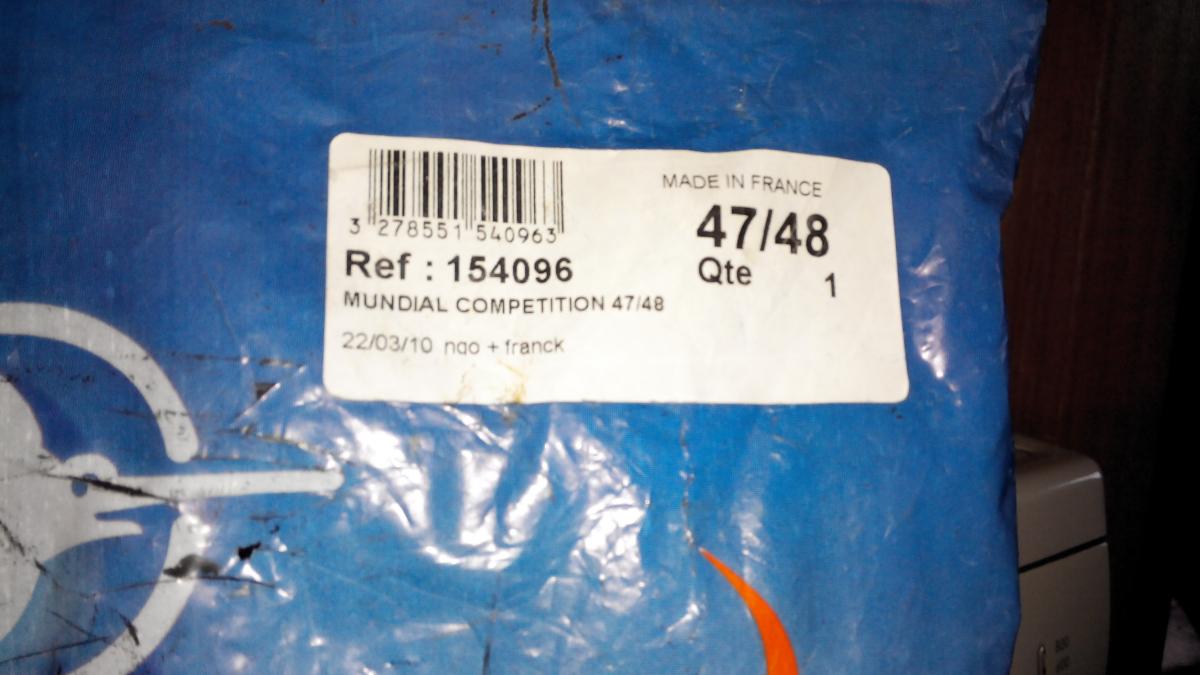 3 278551 540963
Ref : 154096
MUNDIAL COMPETITION 47/48
22/03/10 nqo + franck
MADE IN FRANCE
47/48
Qte 1